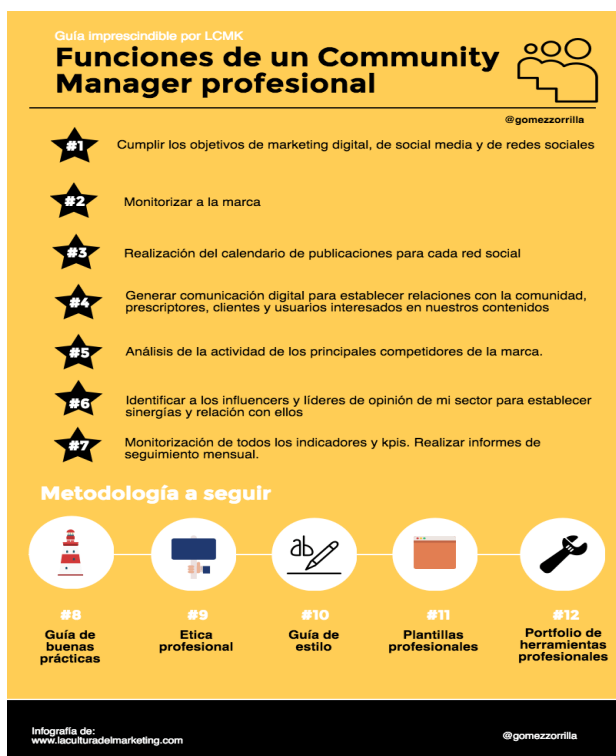 Guía imprescindible por LCMK
Funciones de un Community
Manager profesional
@gomezzorrilla
#1
Cumplir los objetivos de marketing digital, de social media y de redes sociales
#2
Monitorizar a la marca
#3
Realización del calendario de publicaciones para cada red social
#4
Generar comunicación digital para establecer relaciones con la comunidad,
prescriptores, clientes y usuarios interesados en nuestros contenidos
#5
Análisis de la actividad de los principales competidores de la marca.
#6
Identificar a los influencers y líderes de opinión de mi sector para establecer
sinergías y relación con ellos
#7
Monitorización de todos los indicadores y kpis. Realizar informes de
seguimiento mensual.
Metodología a seguir
ab
#8
Guía de
buenas
prácticas
#9
Etica
profesional
#10
Guía de
estilo
#11
Plantillas
profesionales
#12
Portfolio de
herramientas
profesionales
Infografía de:
www.laculturadelmarketing.com
@gomezzorrilla